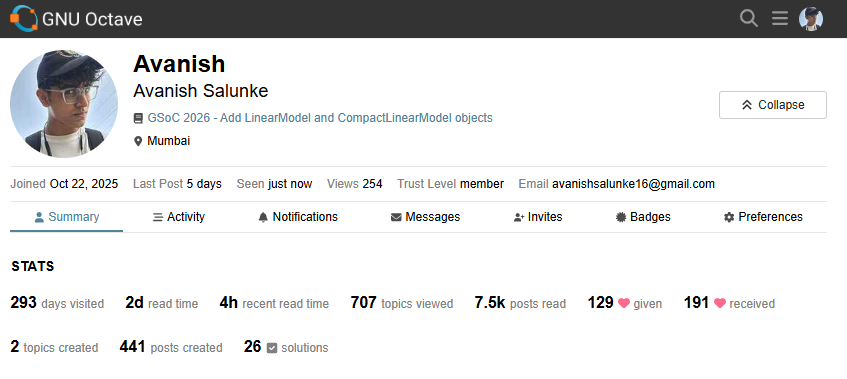 GNU Octave
Avanish
Avanish Salunke
GSoC 2026 - Add LinearModel and CompactLinearModel objects
Collapse
Mumbai
Joined Oct 22, 2025 Last Post 5 days Seen just now Views 254 Trust Level member Email avanishsalunke16@gmail.com
Summary Activity Notifications Messages Invites Badges Preferences
STATS
293 days visited 2d read time 4h recent read time 707 topics viewed 7.5k posts read 129 given 191 received
2 topics created 441 posts created 26 solutions